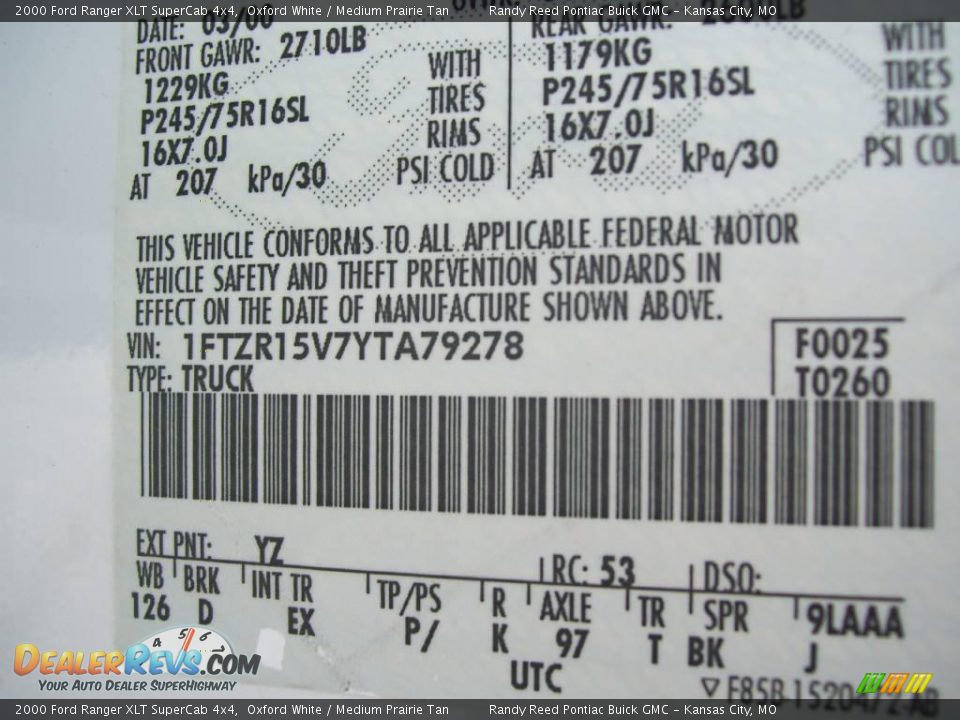 2000 Ford Ranger XLT SuperCab 4x4, Oxford White / Medium Prairie Tan Randy Reed Pontiac Buick GMC – Kansas City, MO
DATE: 03/00
FRONT GAWR: 2710LB
1229KG WITH
P245/75R16SL TIRES
16X7.0J RIMS
AT 207 kPa/30 PSI COLD
REAR GAWR:
1179KG WITH
P245/75R16SL TIRES
16X7.0J RIMS
AT 207 kPa/30 PSI COL
THIS VEHICLE CONFORMS TO ALL APPLICABLE FEDERAL MOTOR
VEHICLE SAFETY AND THEFT PREVENTION STANDARDS IN
EFFECT ON THE DATE OF MANUFACTURE SHOWN ABOVE.
VIN: 1FTZR15V7YTA79278
TYPE: TRUCK
F0025
T0260
EXT PNT: YZ RC: 53 DSO:
WB BRK INT TR TP/PS R AXLE TR SPR 9LAAA
126 D EX P/ K 97 T BK J
UTC
DEALERREVS.COM
YOUR AUTO DEALER SUPERHIGHWAY
2000 Ford Ranger XLT SuperCab 4x4, Oxford White / Medium Prairie Tan Randy Reed Pontiac Buick GMC – Kansas City, MO